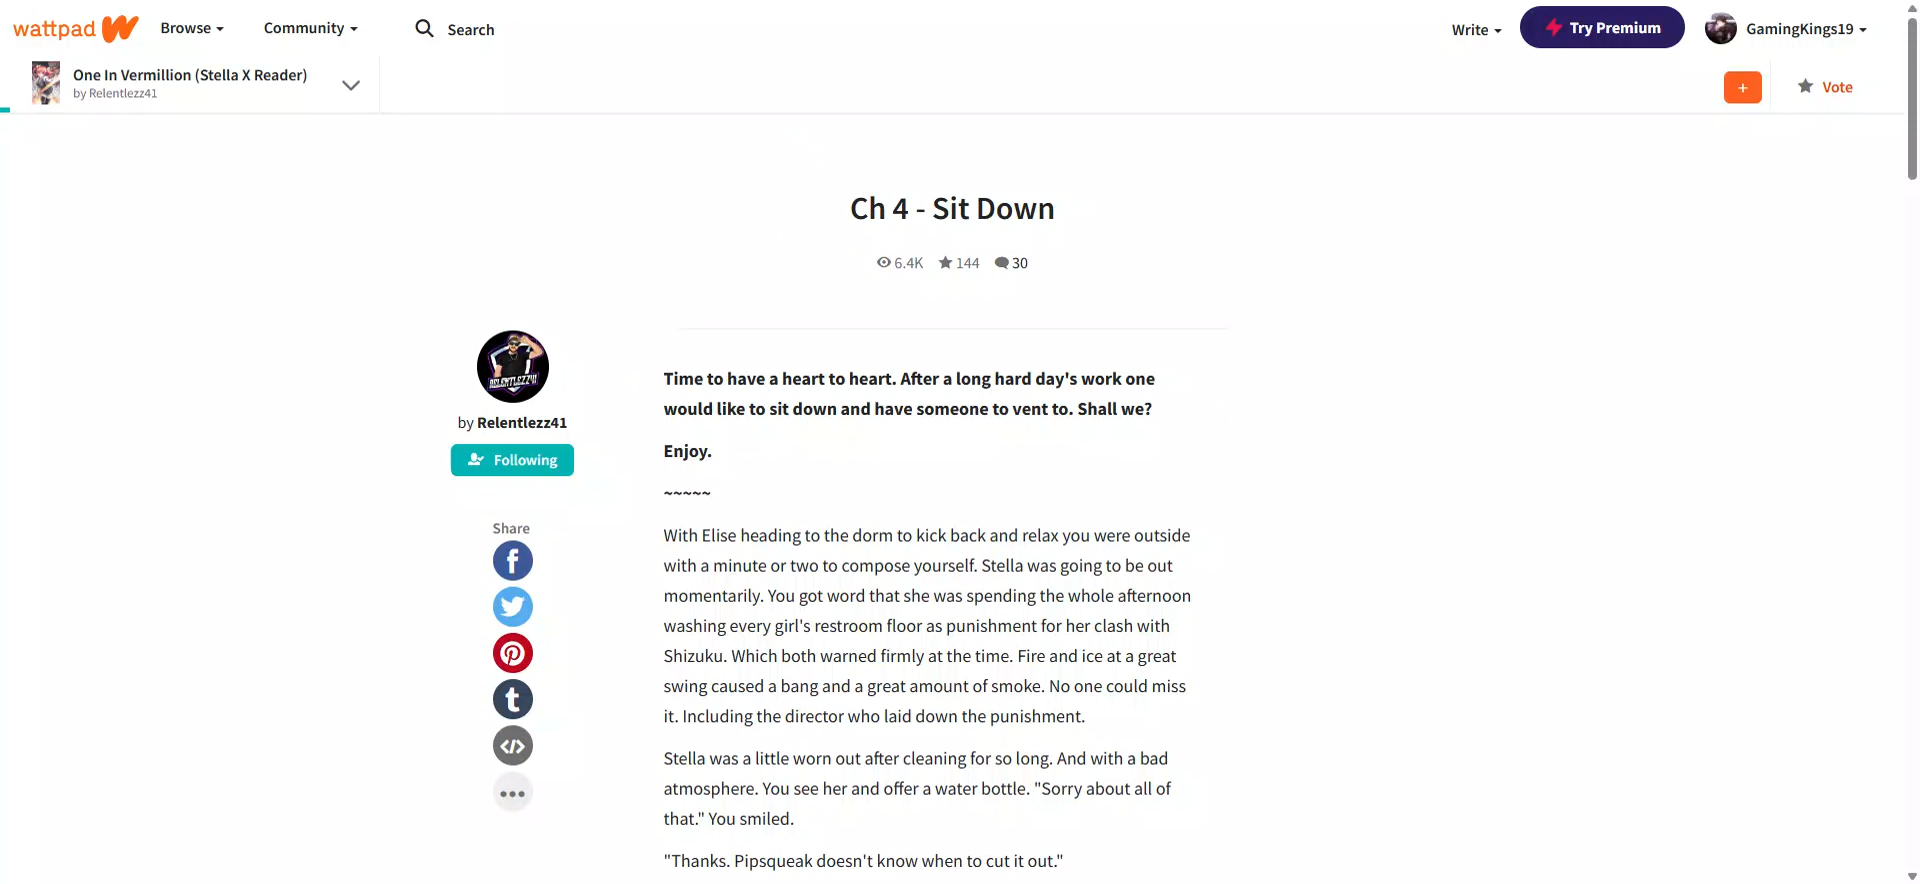 wattpad
Browse
Community
Search
Write
Try Premium
GamingKings19
One In Vermillion (Stella X Reader)
by Relentlezz41
+
Vote
Ch 4 - Sit Down
6.4K 144 30
RELENTLEZZ41
by Relentlezz41
Following
Share
Time to have a heart to heart. After a long hard day's work one
would like to sit down and have someone to vent to. Shall we?
Enjoy.
~~~~~
With Elise heading to the dorm to kick back and relax you were outside
with a minute or two to compose yourself. Stella was going to be out
momentarily. You got word that she was spending the whole afternoon
washing every girl's restroom floor as punishment for her clash with
Shizuku. Which both warned firmly at the time. Fire and ice at a great
swing caused a bang and a great amount of smoke. No one could miss
it. Including the director who laid down the punishment.
Stella was a little worn out after cleaning for so long. And with a bad
atmosphere. You see her and offer a water bottle. "Sorry about all of
that." You smiled.
"Thanks. Pipsqueak doesn't know when to cut it out."